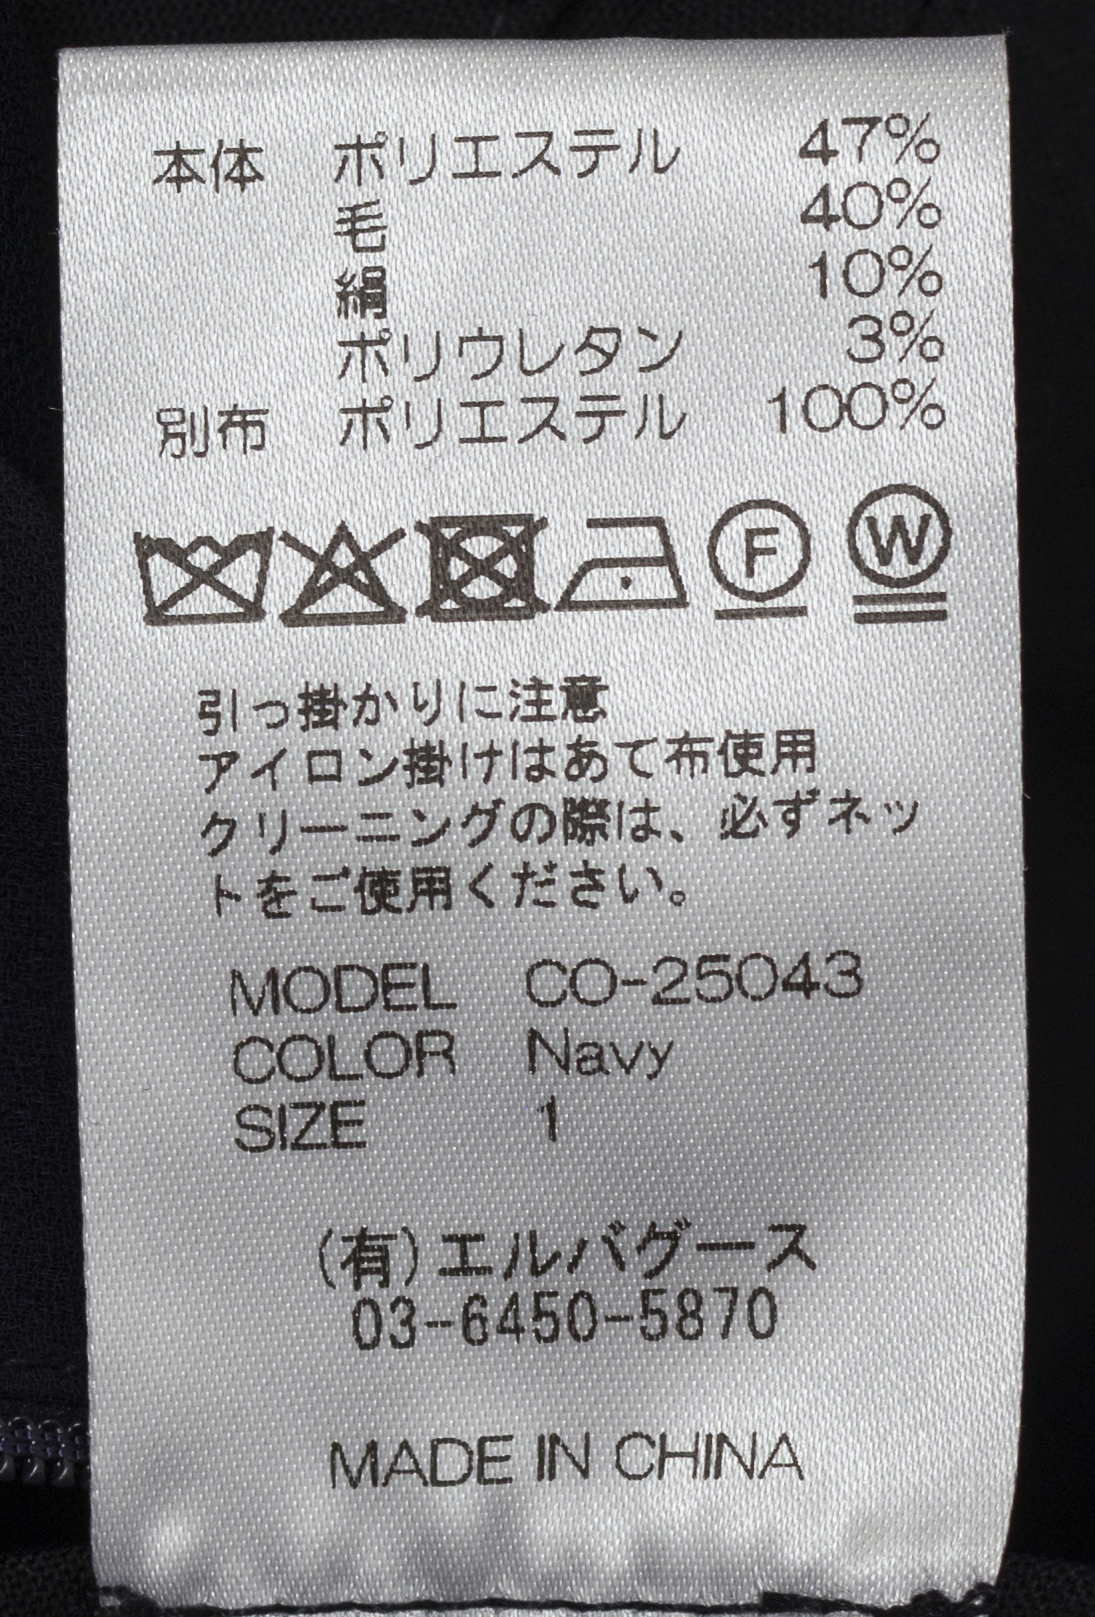 本体 ポリエステル 47%
毛 40%
絹 10%
ポリウレタン 3%
別布 ポリエステル 100%
F W
引っ掛かりに注意
アイロン掛けはあて布使用
クリーニングの際は、必ずネッ
トをご使用ください。
MODEL CO-25043
COLOR Navy
SIZE 1
(有)エルバグース
03-6450-5870
MADE IN CHINA